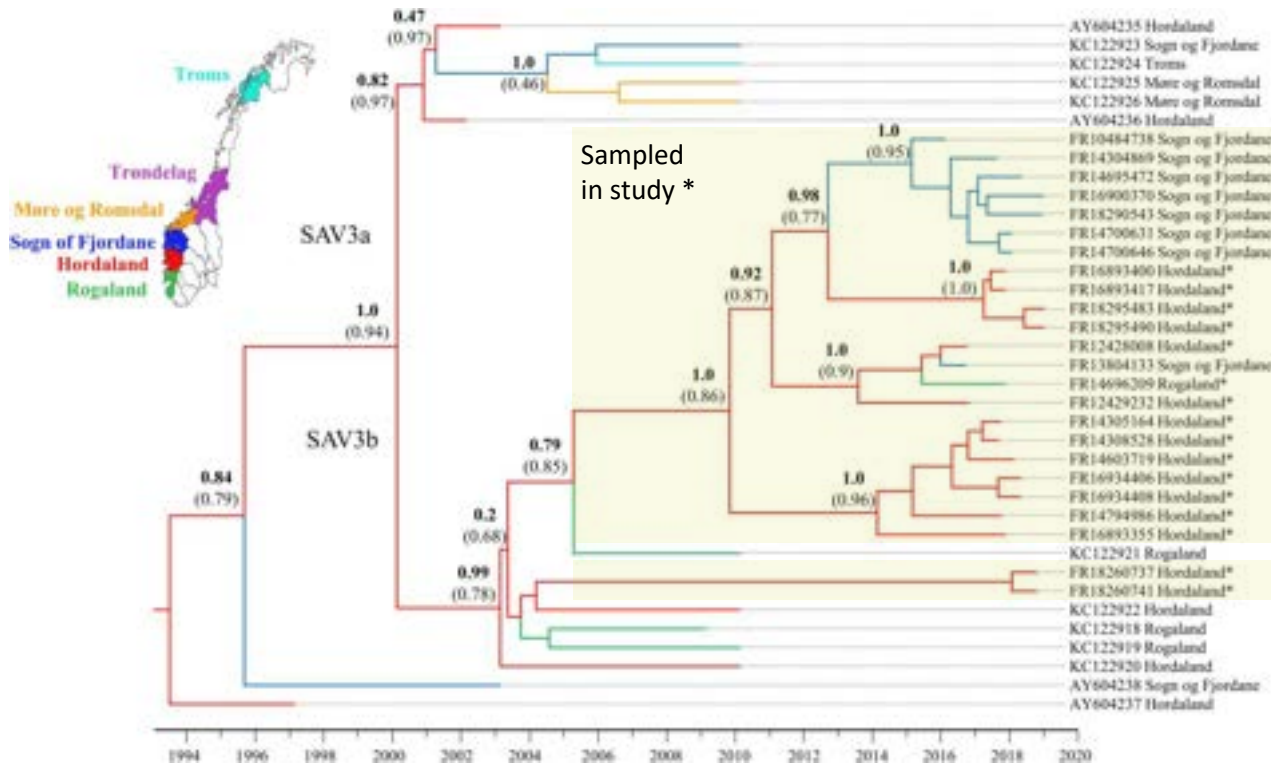 0.47
(0.97)
AY604235 Hordaland
KC122923 Sogn og Fjordane
1.0
(0.46)
KC122924 Troms
Troms
0.82
(0.97)
KC122925 Møre og Romsdal
KC122926 Møre og Romsdal
AY604236 Hordaland
Sampled
in study *
1.0
(0.95)
FR10484738 Sogn og Fjordane
FR14304869 Sogn og Fjordane
Trøndelag
FR14695472 Sogn og Fjordane
0.98
(0.77)
FR16900370 Sogn og Fjordane
Møre og Romsdal
FR18290543 Sogn og Fjordane
SAV3a
FR14700631 Sogn og Fjordane
Sogn of Fjordane
FR14700646 Sogn og Fjordane
Hordaland
0.92
(0.87)
1.0
(1.0)
FR16893400 Hordaland*
Rogaland
FR16893417 Hordaland*
FR18295483 Hordaland*
1.0
(0.94)
FR18295490 Hordaland*
FR12428008 Hordaland*
1.0
(0.9)
FR13804133 Sogn og Fjordane
1.0
(0.86)
FR14696209 Rogaland*
FR12429232 Hordaland*
FR14305164 Hordaland*
SAV3b
FR14308528 Hordaland*
0.79
(0.85)
FR14603719 Hordaland*
0.84
(0.79)
1.0
(0.96)
FR16934406 Hordaland*
FR16934408 Hordaland*
FR14794986 Hordaland*
0.2
(0.68)
FR16893355 Hordaland*
KC122921 Rogaland
0.99
(0.78)
FR18260737 Hordaland*
FR18260741 Hordaland*
KC122922 Hordaland
KC122918 Rogaland
KC122919 Rogaland
KC122920 Hordaland
AY604238 Sogn og Fjordane
AY604237 Hordaland
1994 1996 1998 2000 2002 2004 2006 2008 2010 2012 2014 2016 2018 2020